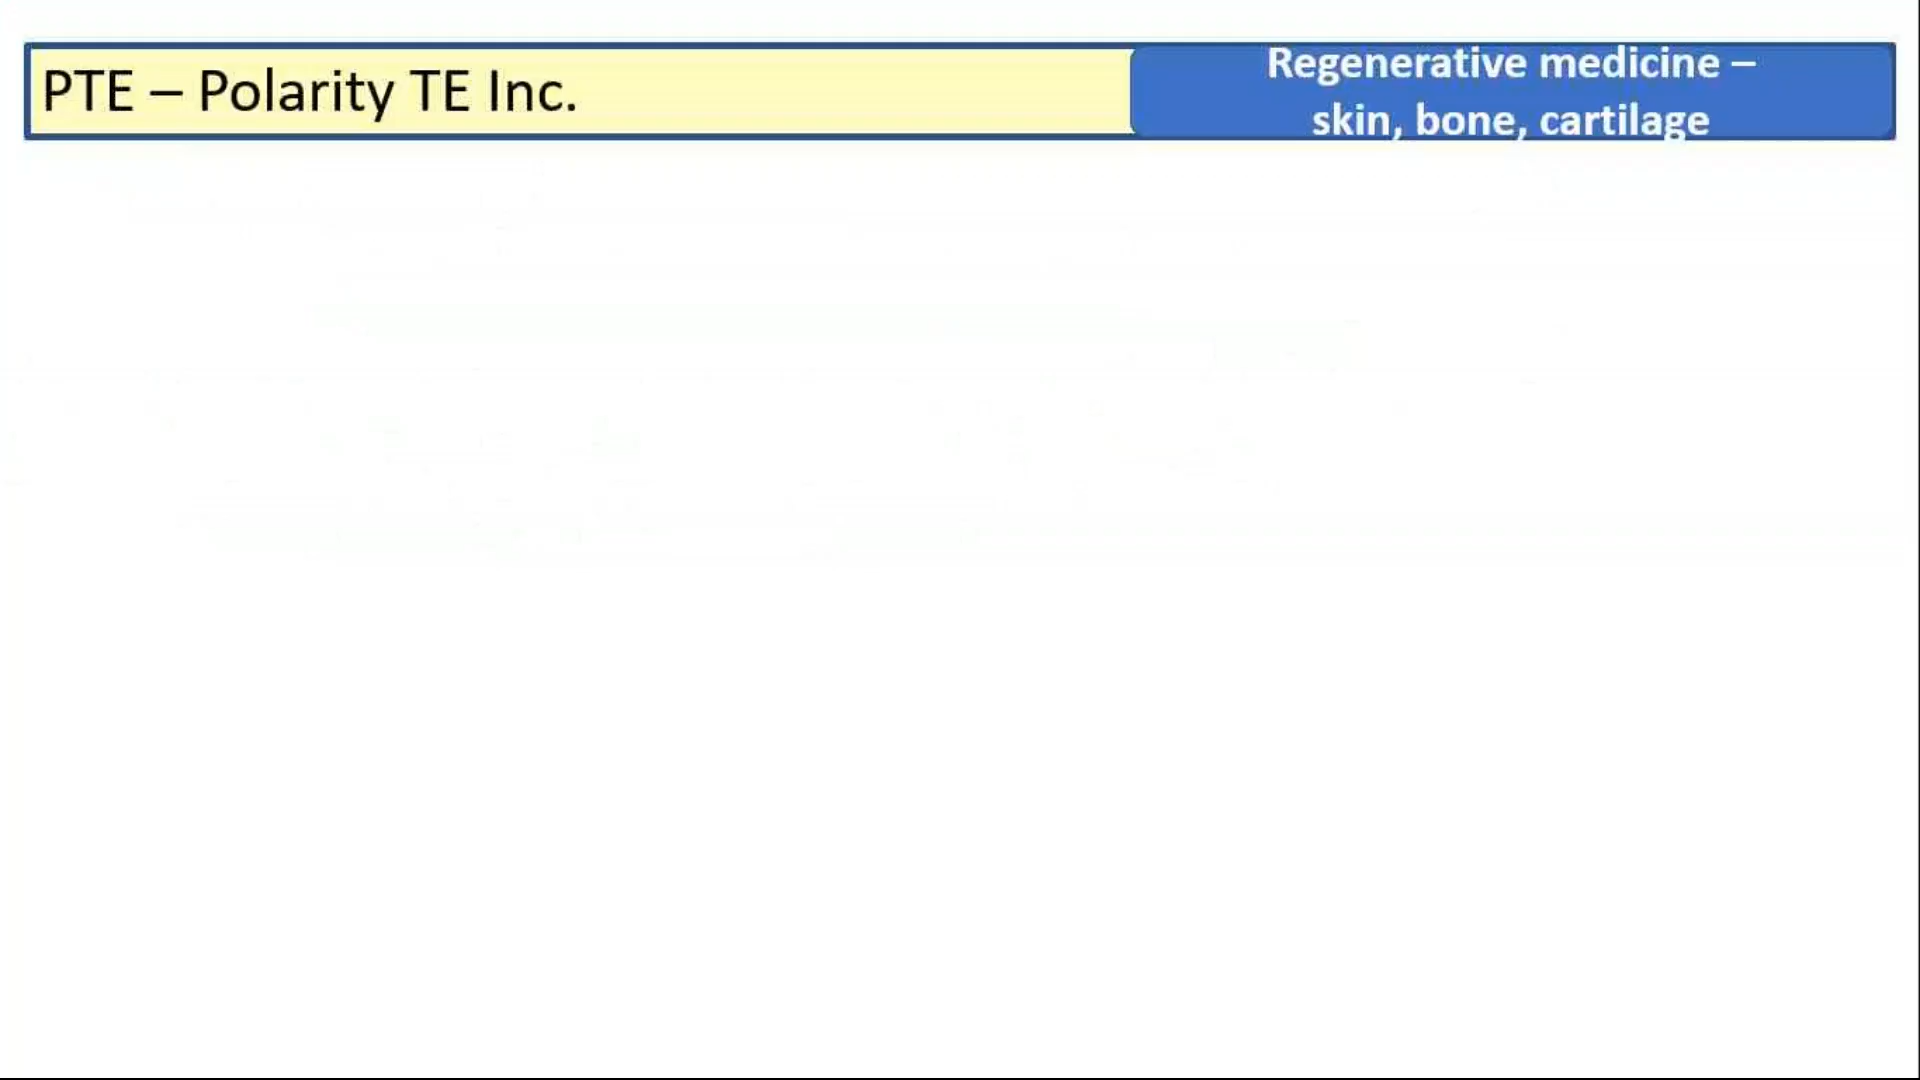 PTE – Polarity TE Inc.
Regenerative medicine –
skin, bone, cartilage